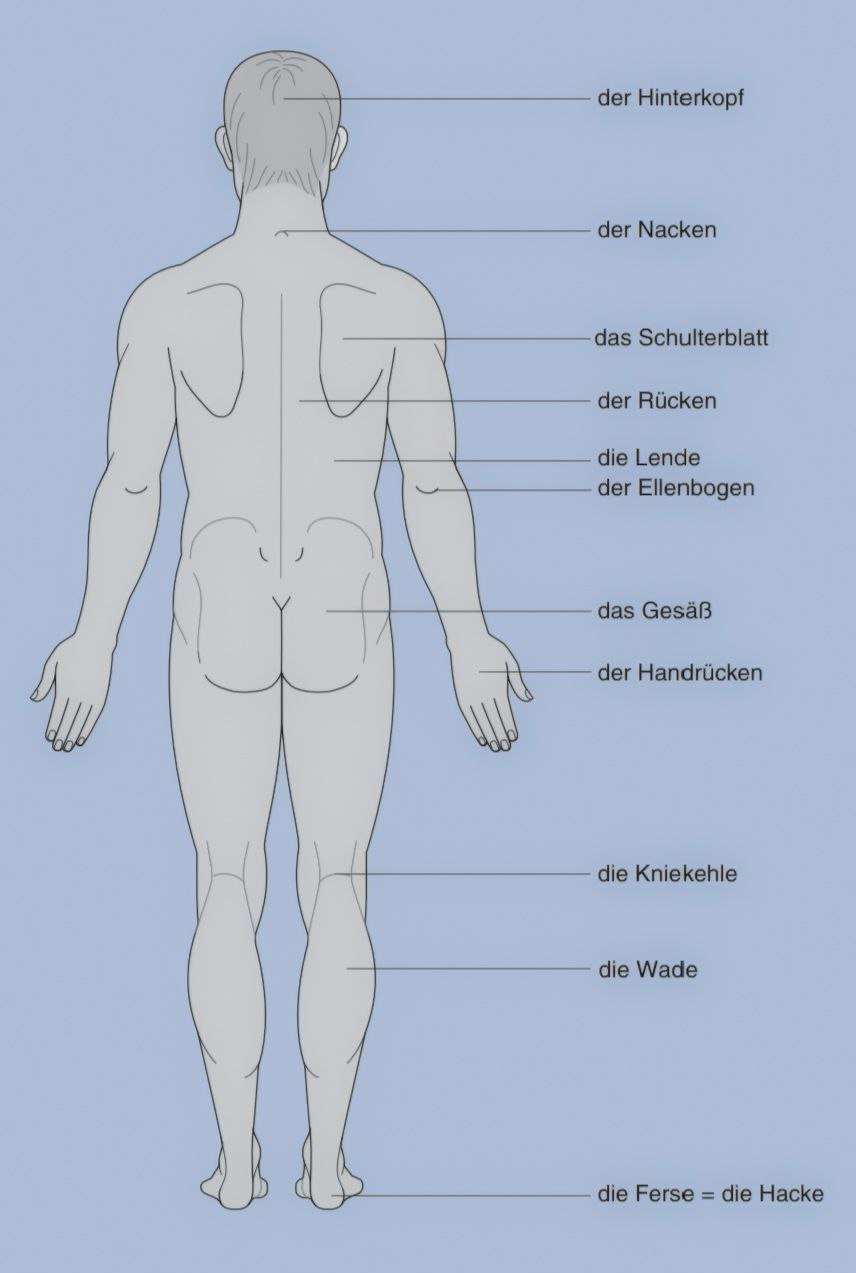 der Hinterkopf
der Nacken
das Schulterblatt
der Rücken
die Lende
der Ellenbogen
das Gesäß
der Handrücken
die Kniekehle
die Wade
die Ferse = die Hacke